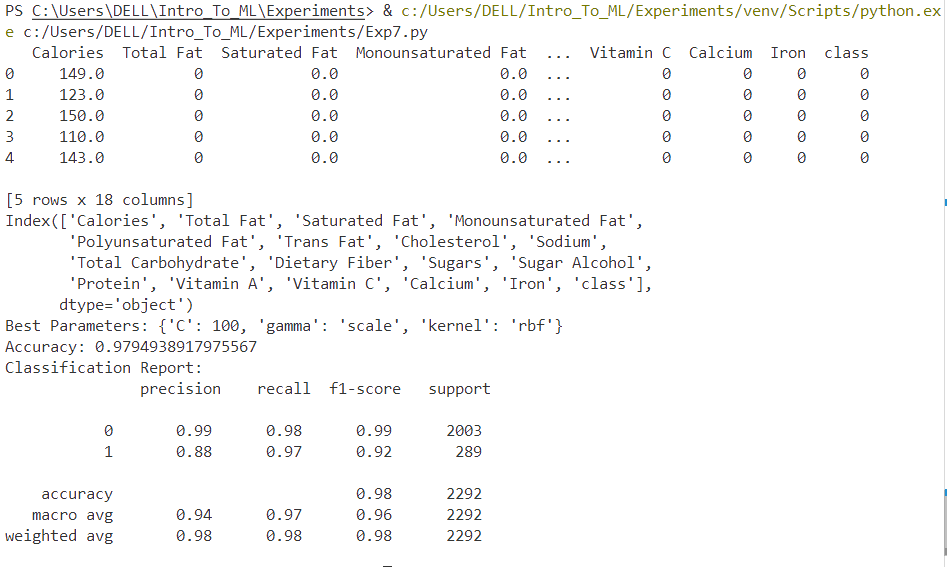 PS C:\Users\DELL\Intro_To_ML\Experiments> & c:/Users/DELL/Intro_To_ML/Experiments/venv/Scripts/python.ex
e c:/Users/DELL/Intro_To_ML/Experiments/Exp7.py
   Calories  Total Fat  Saturated Fat  Monounsaturated Fat  ...  Vitamin C  Calcium  Iron  class
0     149.0          0            0.0                  0.0  ...          0        0     0      0
1     123.0          0            0.0                  0.0  ...          0        0     0      0
2     150.0          0            0.0                  0.0  ...          0        0     0      0
3     110.0          0            0.0                  0.0  ...          0        0     0      0
4     143.0          0            0.0                  0.0  ...          0        0     0      0
[5 rows x 18 columns]
Index(['Calories', 'Total Fat', 'Saturated Fat', 'Monounsaturated Fat',
       'Polyunsaturated Fat', 'Trans Fat', 'Cholesterol', 'Sodium',
       'Total Carbohydrate', 'Dietary Fiber', 'Sugars', 'Sugar Alcohol',
       'Protein', 'Vitamin A', 'Vitamin C', 'Calcium', 'Iron', 'class'],
      dtype='object')
Best Parameters: {'C': 100, 'gamma': 'scale', 'kernel': 'rbf'}
Accuracy: 0.9794938917975567
Classification Report:
               precision    recall  f1-score   support
           0       0.99      0.98      0.99      2003
           1       0.88      0.97      0.92       289
    accuracy                           0.98      2292
   macro avg       0.94      0.97      0.96      2292
weighted avg       0.98      0.98      0.98      2292